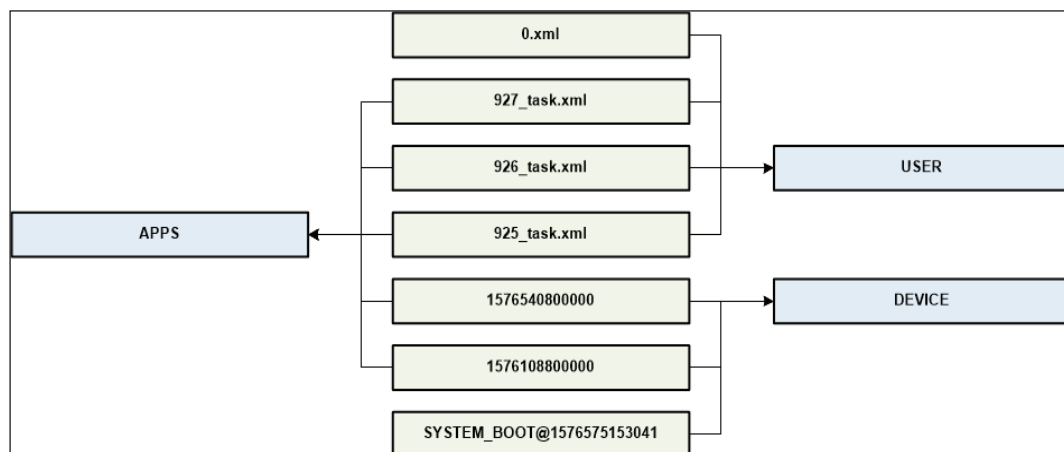 0.xml
927_task.xml
926_task.xml
USER
APPS
925_task.xml
1576540800000
DEVICE
1576108800000
SYSTEM_BOOT@1576575153041